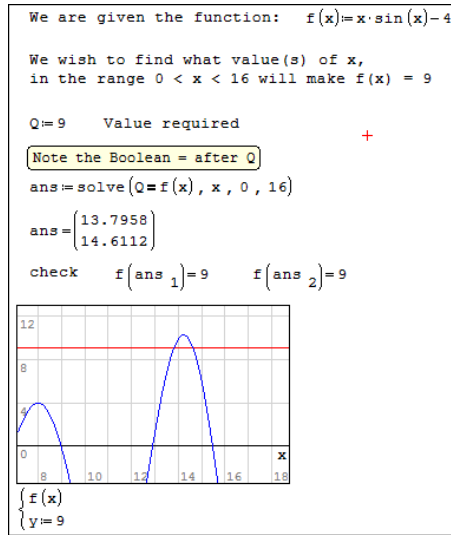 We are given the function: f(x):=x·sin(x)-4
We wish to find what value(s) of x,
in the range 0 < x < 16 will make f(x) = 9
Q:=9 Value required
Note the Boolean = after Q
ans:=solve(Q=f(x), x, 0, 16)
ans=(13.7958
14.6112)
check f(ans 1)=9 f(ans 2)=9
12
8
4
0 x
8 10 12 14 16 18
{f(x)
y:=9